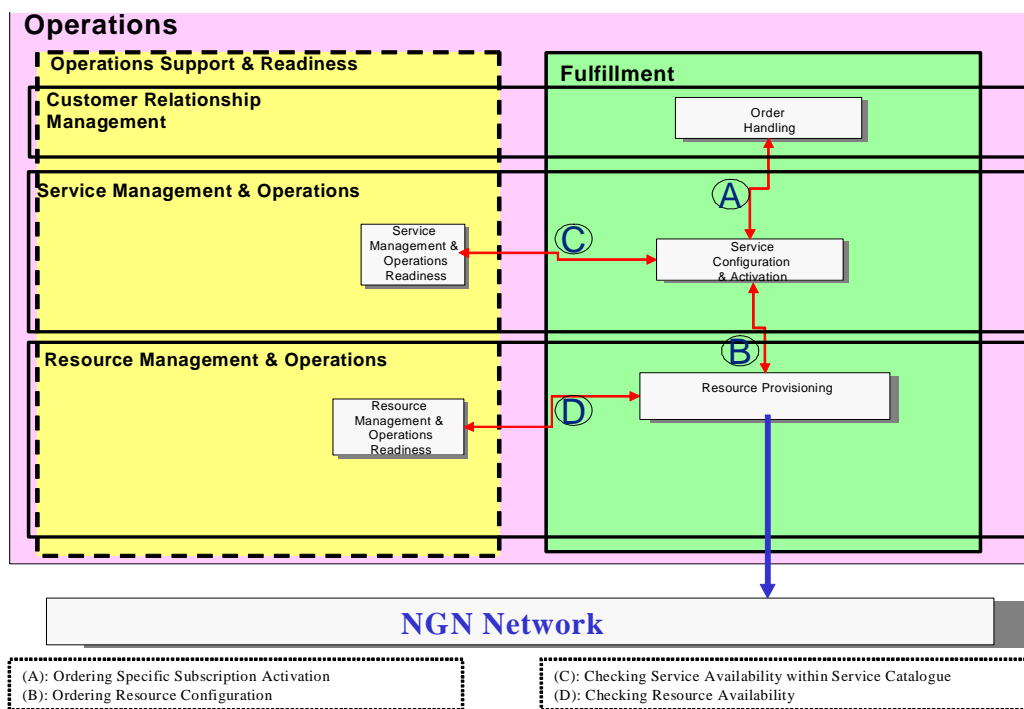 Operations
Operations Support & Readiness
Fulfillment
Customer Relationship
Management
Order
Handling
A
Service Management & Operations
Service
Management &
Operations
Readiness
C
Service
Configuration
& Activation
B
Resource Management & Operations
Resource Provisioning
Resource
Management &
Operations
Readiness
D
NGN Network
(A): Ordering Specific Subscription Activation
(B): Ordering Resource Configuration
(C): Checking Service Availability within Service Catalogue
(D): Checking Resource Availability